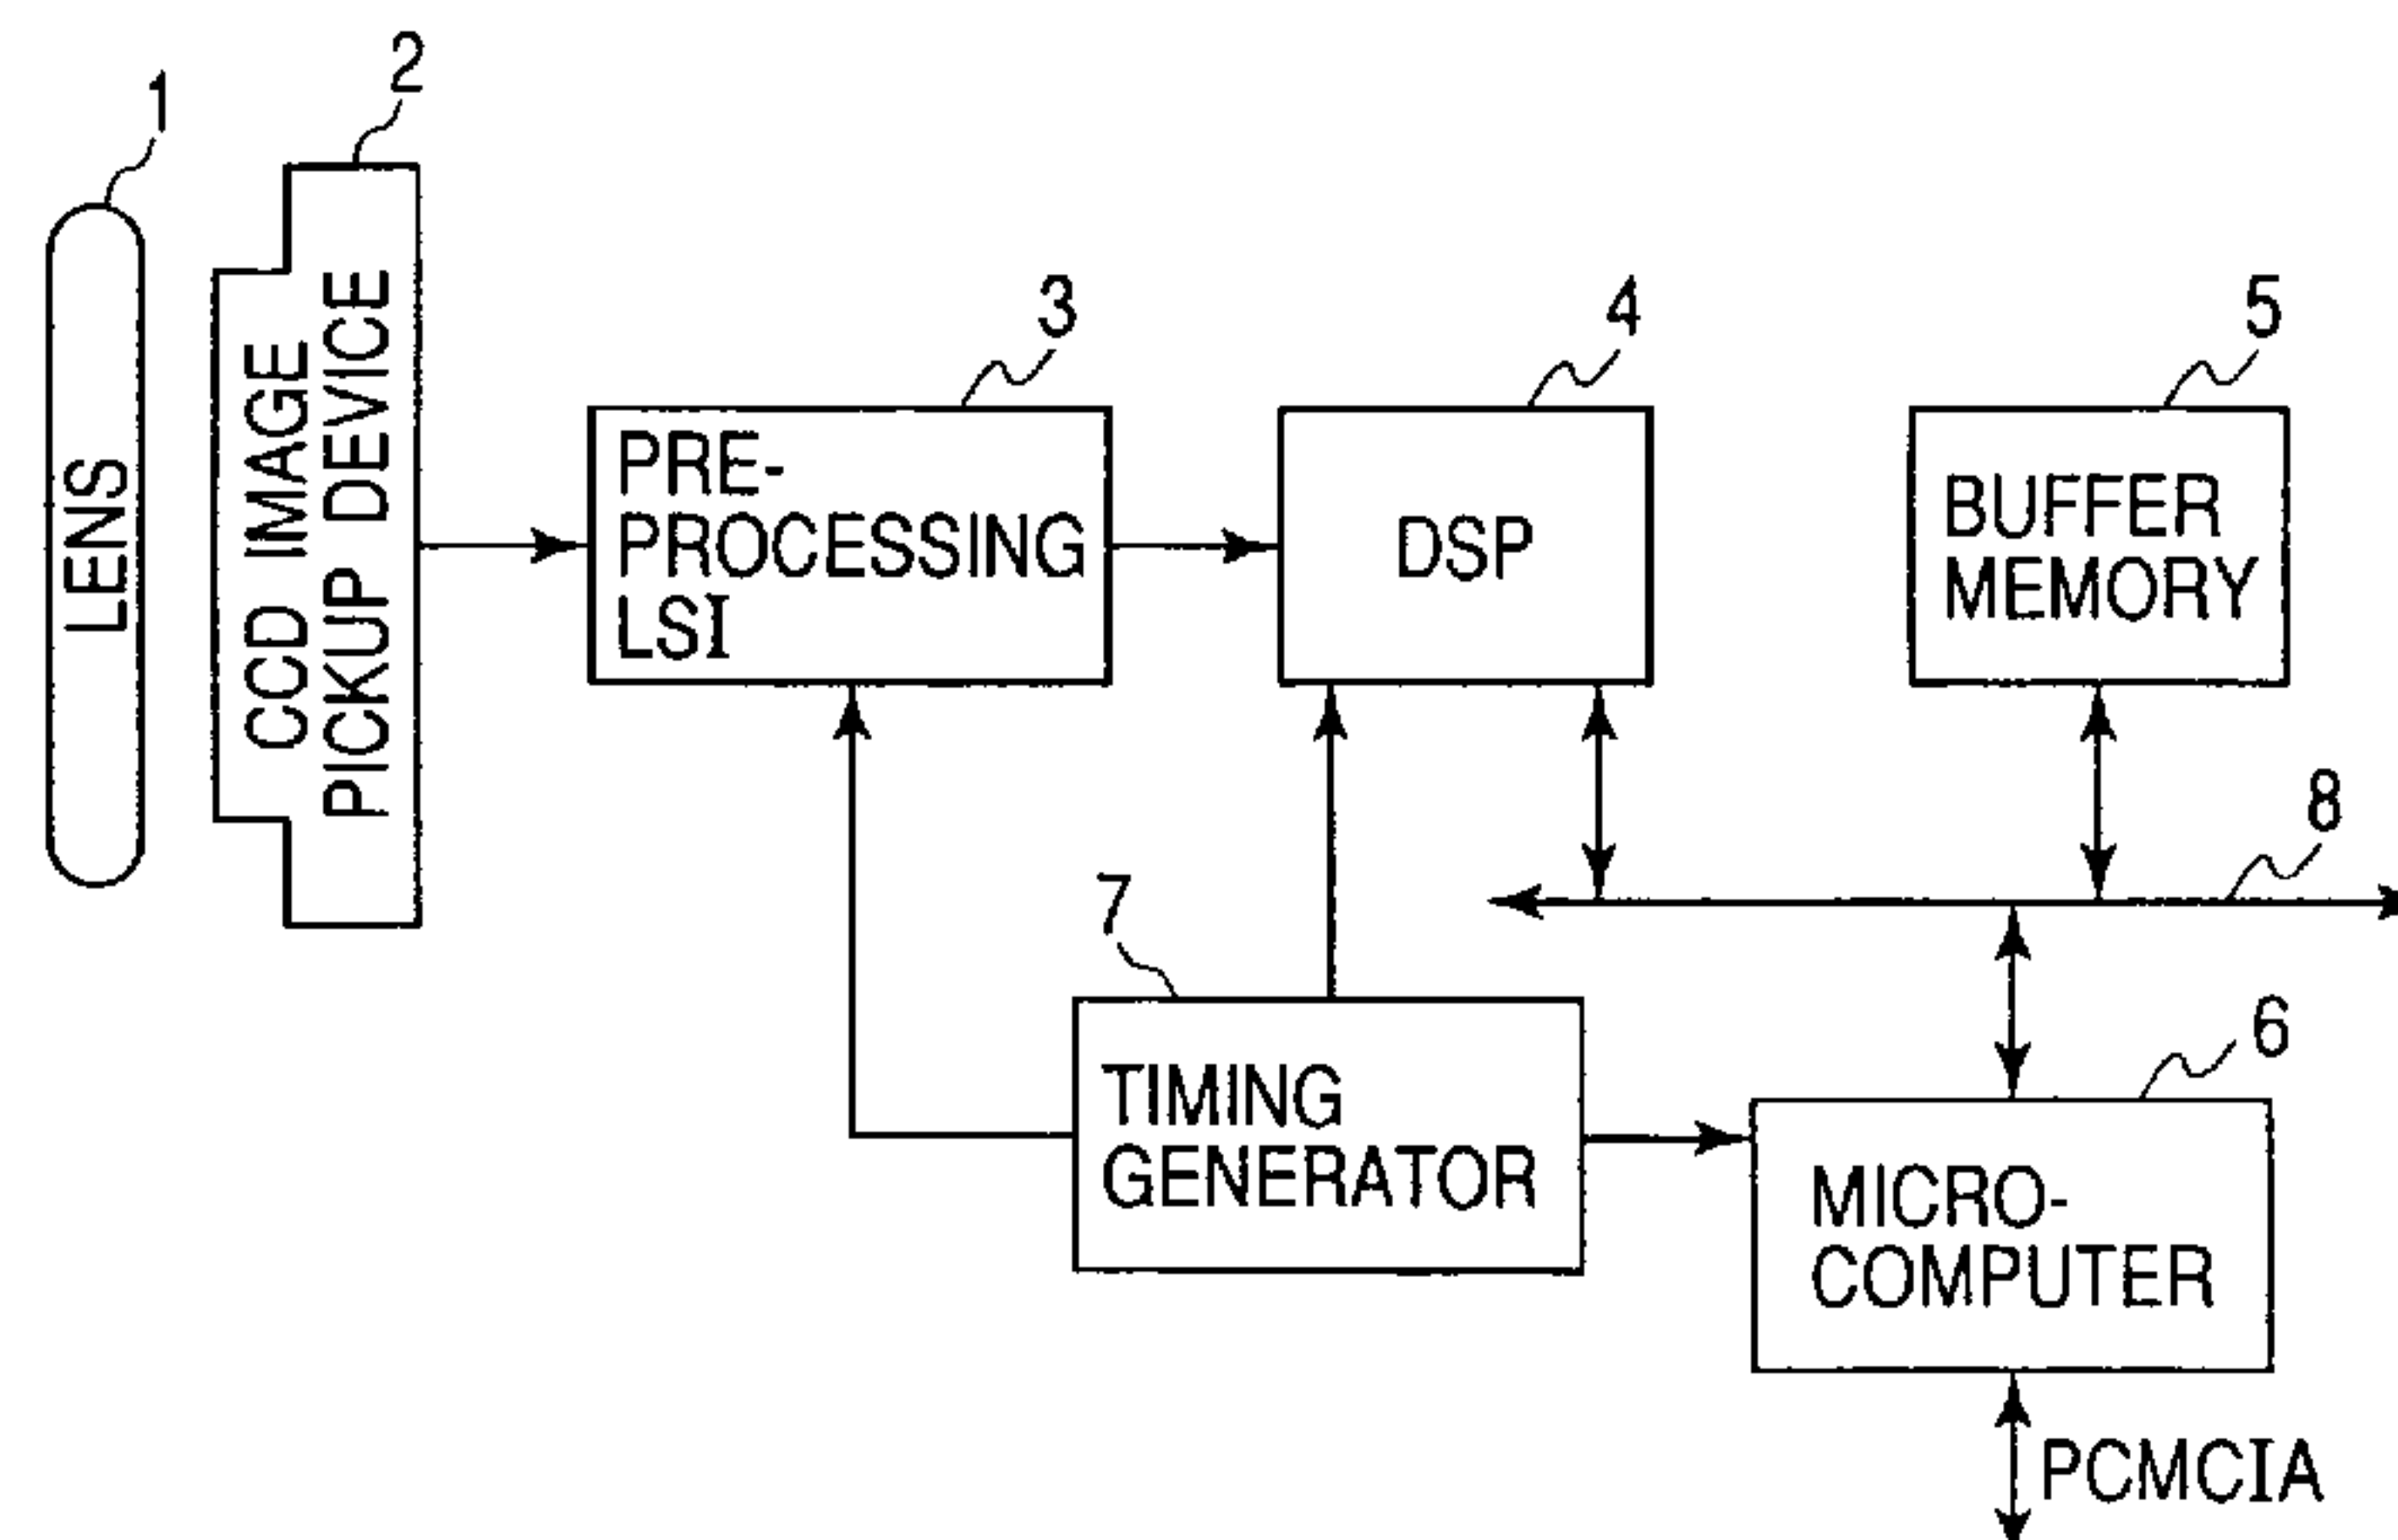 1
2
LENS
CCD IMAGE
PICKUP DEVICE
3
PRE-
PROCESSING
LSI
4
DSP
5
BUFFER
MEMORY
8
7
TIMING
GENERATOR
6
MICRO-
COMPUTER
PCMCIA